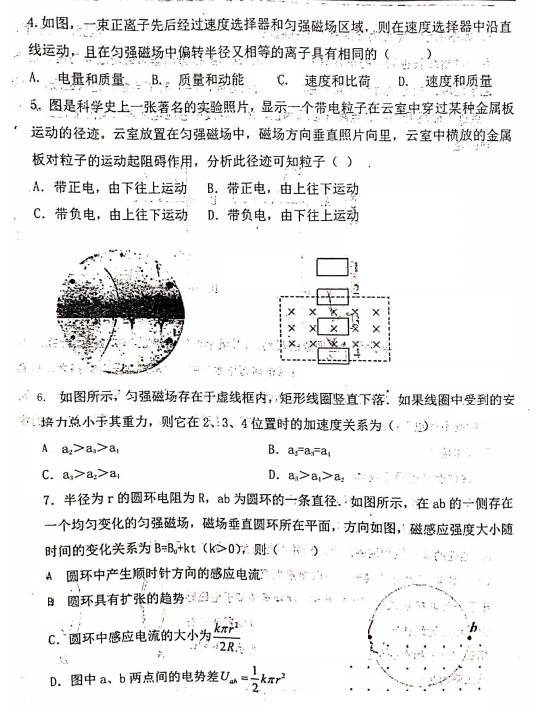 4. 如图，一束正离子先后经过速度选择器和匀强磁场区域，则在速度选择器中沿直
线运动，且在匀强磁场中偏转半径又相等的离子具有相同的（ ）
A. 电量和质量 B. 质量和动能 C. 速度和比荷 D. 速度和质量
5. 图是科学史上一张著名的实验照片，显示一个带电粒子在云室中穿过某种金属板
运动的径迹。云室放置在匀强磁场中，磁场方向垂直照片向里，云室中横放的金属
板对粒子的运动起阻碍作用，分析此径迹可知粒子（ ）
A. 带正电，由下往上运动 B. 带正电，由上往下运动
C. 带负电，由上往下运动 D. 带负电，由下往上运动
1
2
3
4
6. 如图所示，匀强磁场存在于虚线框内，矩形线圈竖直下落．如果线圈中受到的安
培力总小于其重力，则它在 2、3、4 位置时的加速度关系为（ ）
A a₂>a₃>a₄ B. a₂=a₃=a₄
C. a₃>a₂>a₄ D. a₃>a₄>a₂
7. 半径为 r 的圆环电阻为 R，ab 为圆环的一条直径．如图所示，在 ab 的一侧存在
一个均匀变化的匀强磁场，磁场垂直圆环所在平面，方向如图，磁感应强度大小随
时间的变化关系为 B=B₀+kt（k>0），则（ ）
A 圆环中产生顺时针方向的感应电流
B 圆环具有扩张的趋势
C. 圆环中感应电流的大小为 kπr²/2R
b
D. 图中 a、b 两点间的电势差 Uab = 1/2 kπr²